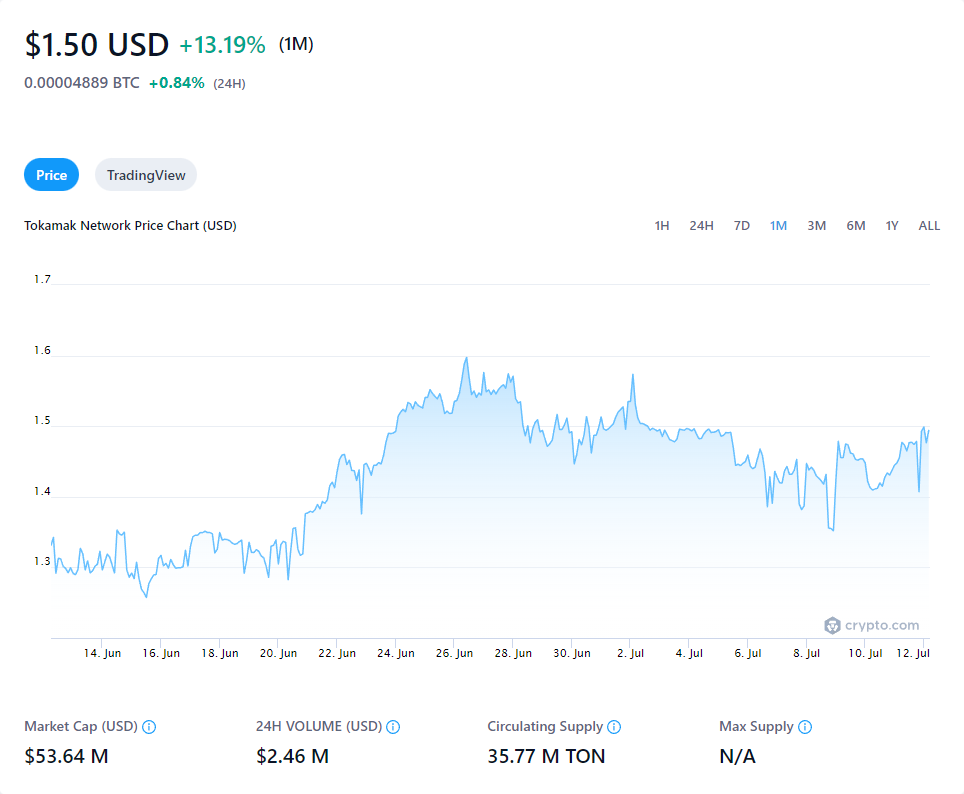 $1.50 USD +13.19% (1M)
0.00004889 BTC +0.84% (24H)
Price TradingView
Tokamak Network Price Chart (USD) 1H 24H 7D 1M 3M 6M 1Y ALL
1.7
1.6
1.5
1.4
1.3
crypto.com
14. Jun 16. Jun 18. Jun 20. Jun 22. Jun 24. Jun 26. Jun 28. Jun 30. Jun 2. Jul 4. Jul 6. Jul 8. Jul 10. Jul 12. Jul
Market Cap (USD) 24H VOLUME (USD) Circulating Supply Max Supply
$53.64 M $2.46 M 35.77 M TON N/A